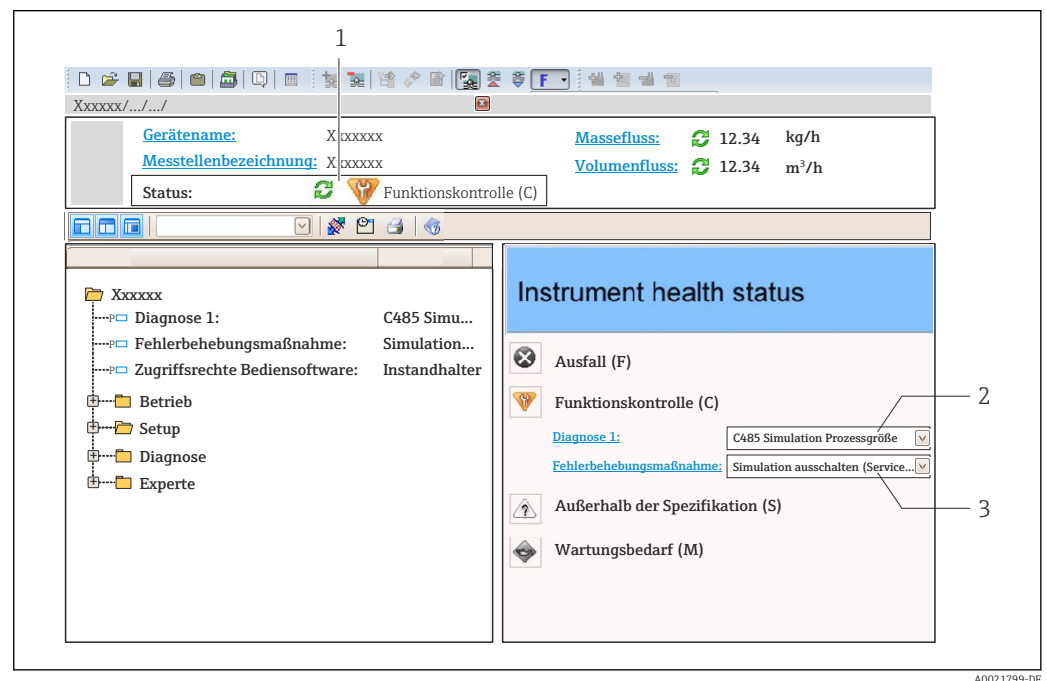 1
F
Xxxxxx/.../.../
Gerätename: Xxxxxxx
Messtellenbezeichnung: Xxxxxxx
Status: Funktionskontrolle (C)
Massefluss: 12.34 kg/h
Volumenfluss: 12.34 m³/h
Xxxxxx
P Diagnose 1: C485 Simu...
P Fehlerbehebungsmaßnahme: Simulation...
P Zugriffsrechte Bediensoftware: Instandhalter
Betrieb
Setup
Diagnose
Experte
Instrument health status
Ausfall (F)
Funktionskontrolle (C)
Diagnose 1: C485 Simulation Prozessgröße
2
Fehlerbehebungsmaßnahme: Simulation ausschalten (Service...
3
Außerhalb der Spezifikation (S)
Wartungsbedarf (M)
A0021799-DE